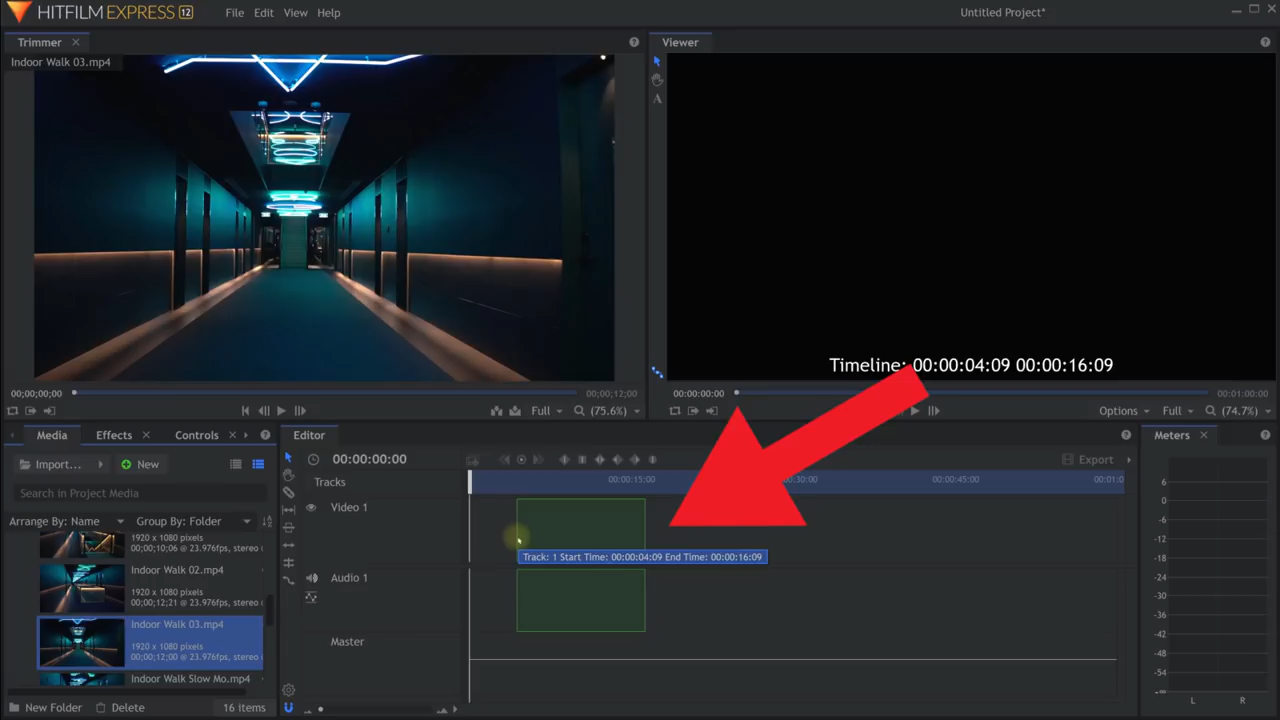 HITFILM EXPRESS 12
File Edit View Help
Untitled Project*
Trimmer
Viewer
Indoor Walk 03.mp4
Timeline: 00:00:04:09 00:00:16:09
00;00;00;00
00;00;12;00
00:00:00:00
00:01:00:00
Full (75.6%)
Options Full (74.7%)
Media Effects Controls
Editor
Meters
Import... New
00:00:00:00
Export
Search in Project Media
Tracks
00:00:15:00
00:30:00
00:00:45:00
00:01:0
Arrange By: Name Group By: Folder
Video 1
1920 x 1080 pixels
00;00;10;06 @ 23.976fps, stereo
Track: 1 Start Time: 00:00:04:09 End Time: 00:00:16:09
Indoor Walk 02.mp4
1920 x 1080 pixels
00;00;12;21 @ 23.976fps, stereo
Audio 1
Indoor Walk 03.mp4
1920 x 1080 pixels
00;00;12;00 @ 23.976fps, stereo
Master
Indoor Walk Slow Mo.mp4
New Folder Delete 16 items
6
0
-6
-12
-18
-24
-30
-36
-42
-48
-54
-∞
L R